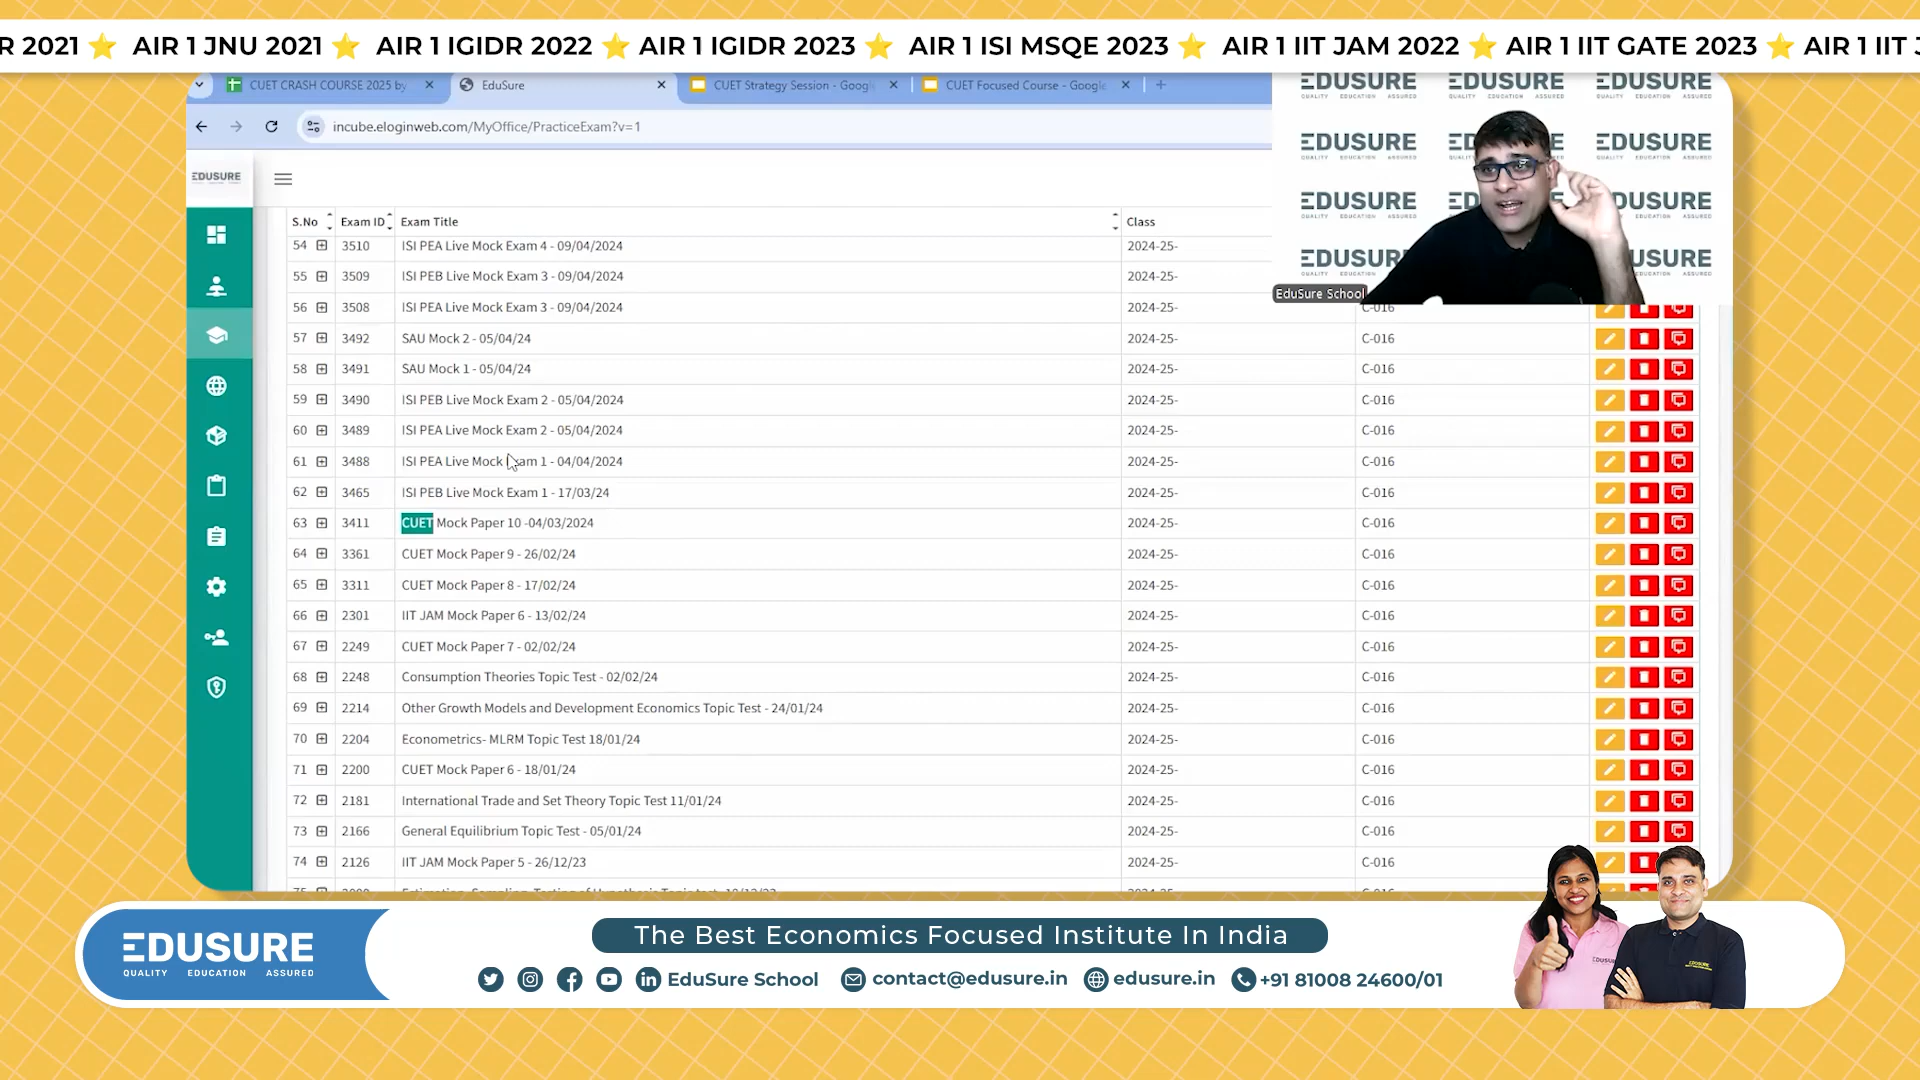 R 2021 ⭐ AIR 1 JNU 2021 ⭐ AIR 1 IGIDR 2022 ⭐ AIR 1 IGIDR 2023 ⭐ AIR 1 ISI MSQE 2023 ⭐ AIR 1 IIT JAM 2022 ⭐ AIR 1 IIT GATE 2023 ⭐ AIR 1 IIT
CUET CRASH COURSE 2025 by
EduSure
CUET Strategy Session - Googl
CUET Focused Course - Google
incube.eloginweb.com/MyOffice/PracticeExam?v=1
EDUSURE
EDUSURE EDUSURE EDUSURE
QUALITY EDUCATION ASSURED
EduSure School
S.No Exam ID Exam Title Class
54 3510 ISI PEA Live Mock Exam 4 - 09/04/2024 2024-25-
55 3509 ISI PEB Live Mock Exam 3 - 09/04/2024 2024-25-
56 3508 ISI PEA Live Mock Exam 3 - 09/04/2024 2024-25- C-016
57 3492 SAU Mock 2 - 05/04/24 2024-25- C-016
58 3491 SAU Mock 1 - 05/04/24 2024-25- C-016
59 3490 ISI PEB Live Mock Exam 2 - 05/04/2024 2024-25- C-016
60 3489 ISI PEA Live Mock Exam 2 - 05/04/2024 2024-25- C-016
61 3488 ISI PEA Live Mock Exam 1 - 04/04/2024 2024-25- C-016
62 3465 ISI PEB Live Mock Exam 1 - 17/03/24 2024-25- C-016
63 3411 CUET Mock Paper 10 -04/03/2024 2024-25- C-016
64 3361 CUET Mock Paper 9 - 26/02/24 2024-25- C-016
65 3311 CUET Mock Paper 8 - 17/02/24 2024-25- C-016
66 2301 IIT JAM Mock Paper 6 - 13/02/24 2024-25- C-016
67 2249 CUET Mock Paper 7 - 02/02/24 2024-25- C-016
68 2248 Consumption Theories Topic Test - 02/02/24 2024-25- C-016
69 2214 Other Growth Models and Development Economics Topic Test - 24/01/24 2024-25- C-016
70 2204 Econometrics- MLRM Topic Test 18/01/24 2024-25- C-016
71 2200 CUET Mock Paper 6 - 18/01/24 2024-25- C-016
72 2181 International Trade and Set Theory Topic Test 11/01/24 2024-25- C-016
73 2166 General Equilibrium Topic Test - 05/01/24 2024-25- C-016
74 2126 IIT JAM Mock Paper 5 - 26/12/23 2024-25- C-016
EDUSURE
QUALITY EDUCATION ASSURED
The Best Economics Focused Institute In India
EduSure School contact@edusure.in edusure.in +91 81008 24600/01